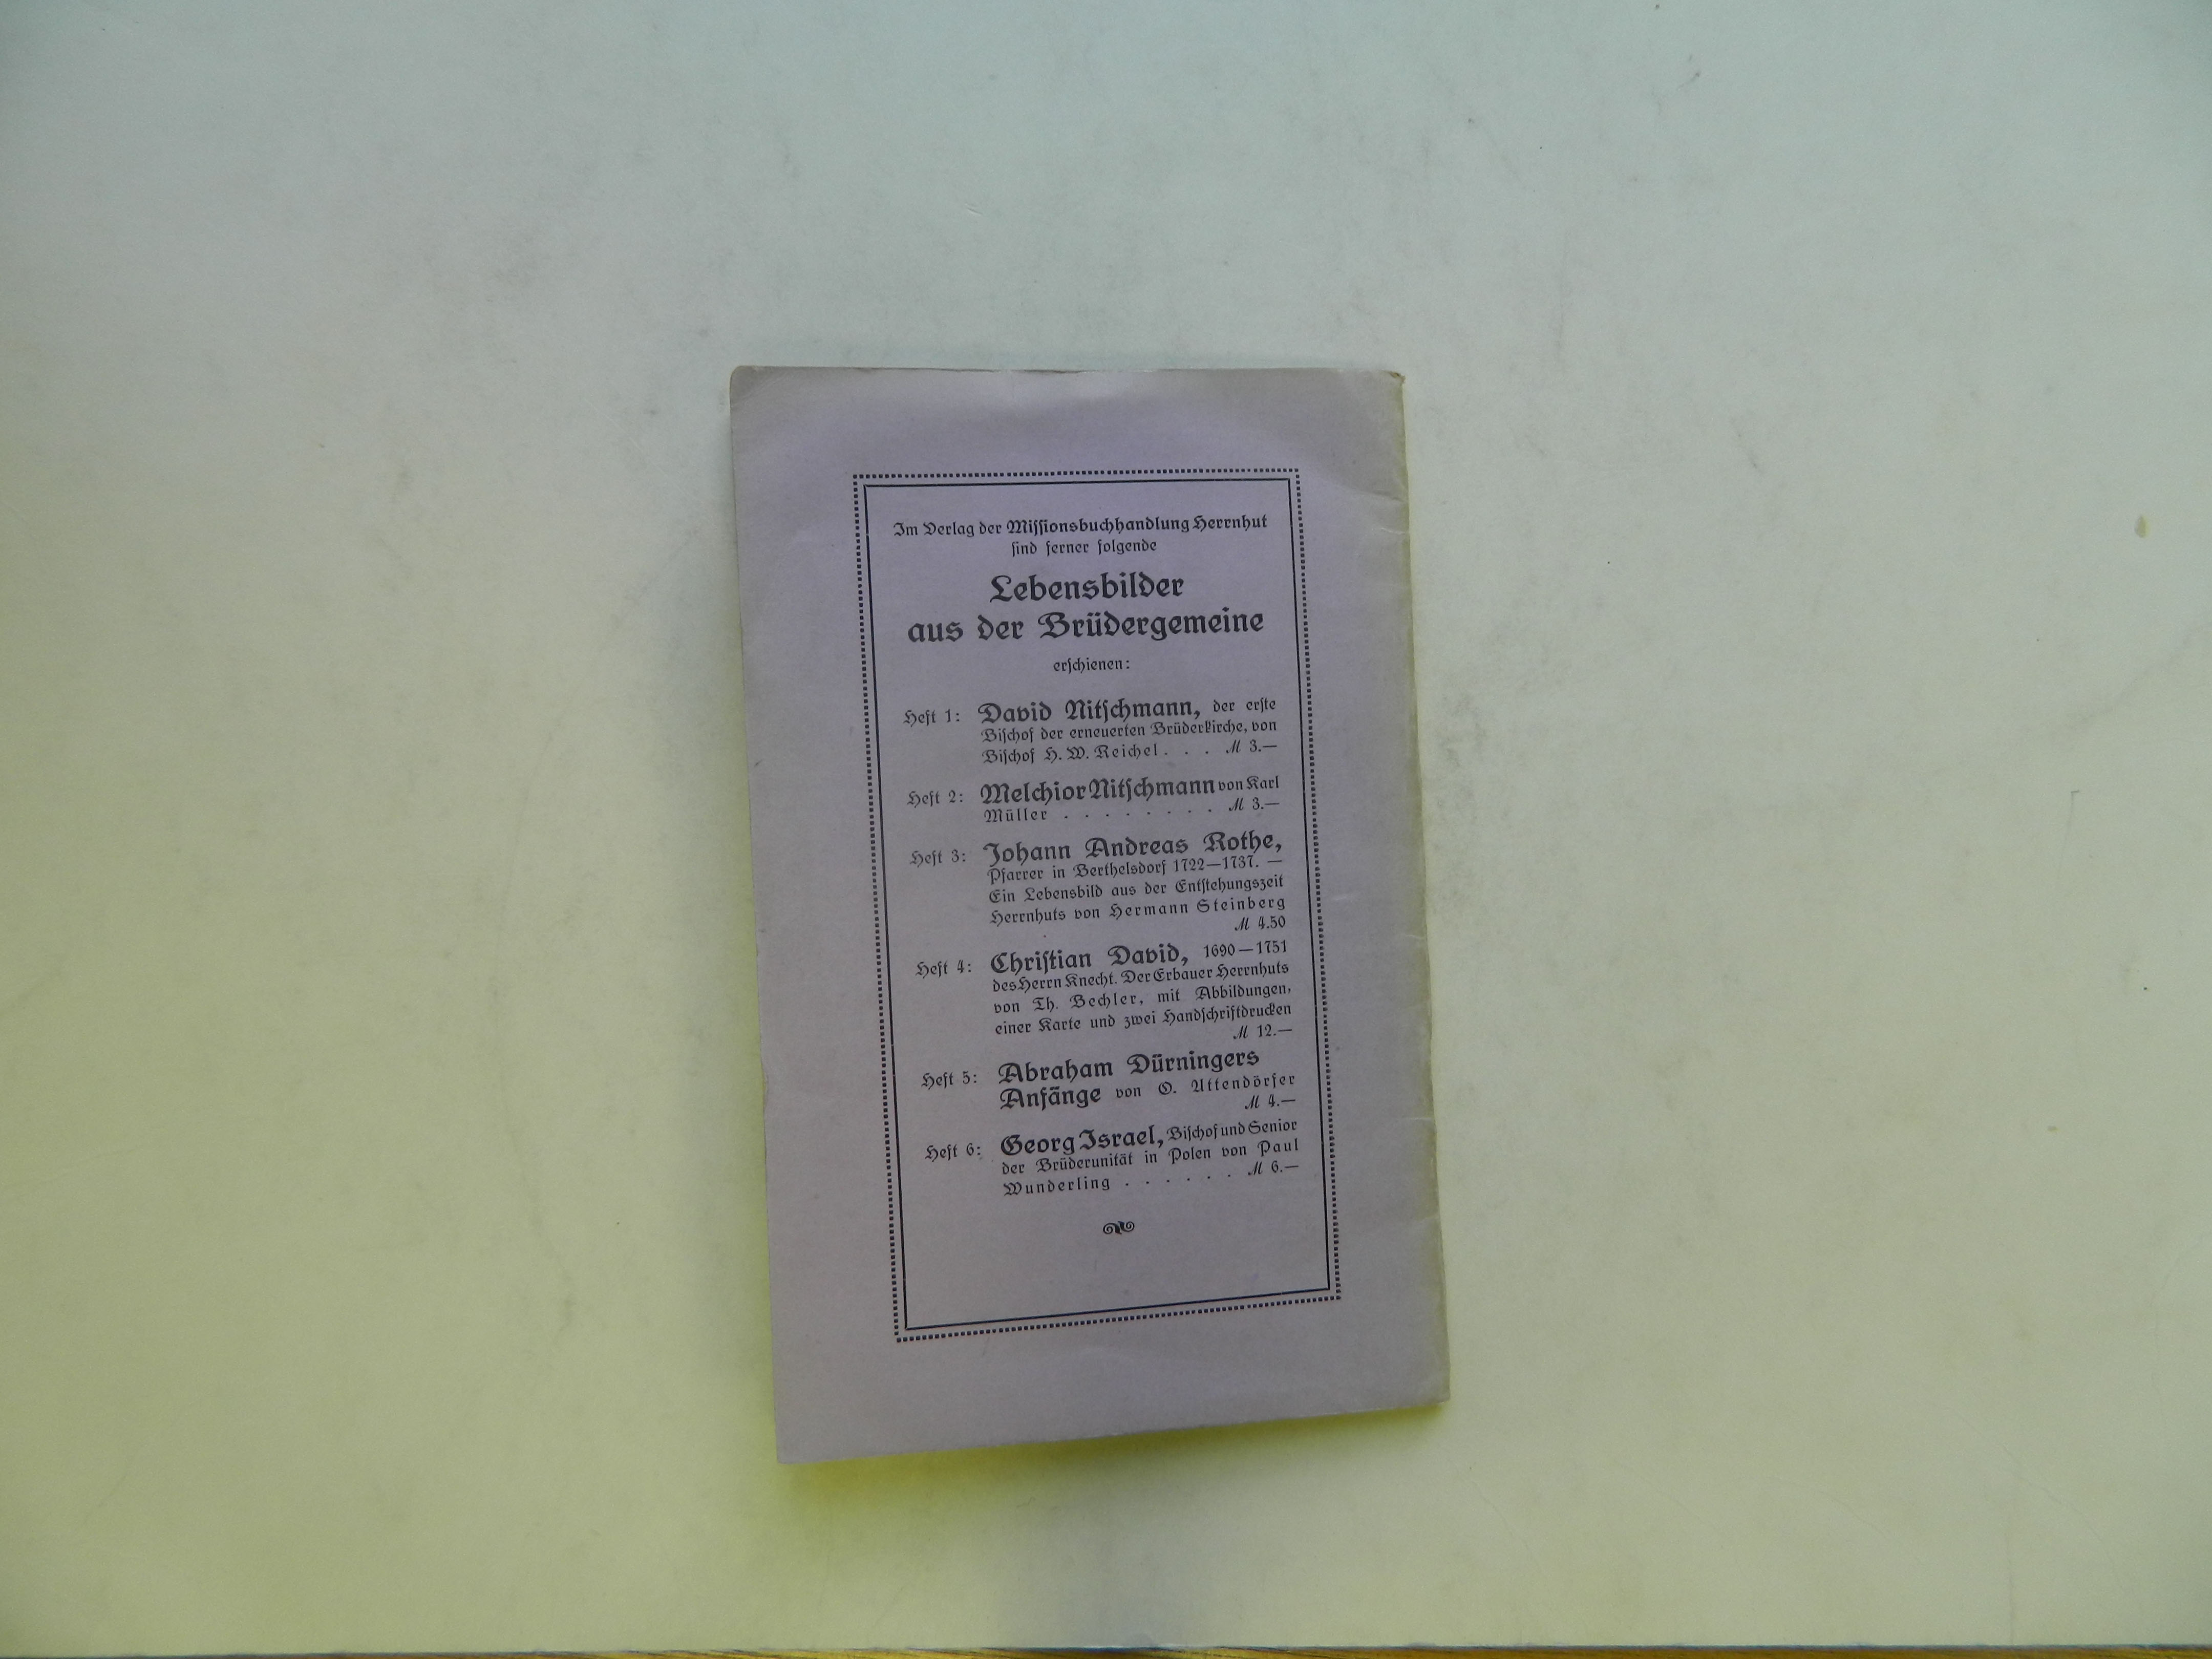 Im Verlag der Missionsbuchhandlung Herrnhut
sind ferner folgende
Lebensbilder
aus der Brüdergemeine
erschienen:
Heft 1: David Nitschmann, der erste
Bischof der erneuerten Brüderkirche, von
Bischof H. W. Reichel . . . M 3.—
Heft 2: Melchior Nitschmann von Karl
Müller . . . . . . . . M 3.—
Heft 3: Johann Andreas Rothe,
Pfarrer in Berthelsdorf 1722—1737. —
Ein Lebensbild aus der Entstehungszeit
Herrnhuts von Hermann Steinberg
M 4.50
Heft 4: Christian David, 1690—1751
des Herrn Knecht. Der Erbauer Herrnhuts
von Th. Bechler, mit Abbildungen,
einer Karte und zwei Handschriftdrucken
M 12.—
Heft 5: Abraham Dürningers
Anfänge von O. Uttendörfer
M 4.—
Heft 6: Georg Israel, Bischof und Senior
der Brüderunität in Polen von Paul
Wunderling . . . . . . M 6.—